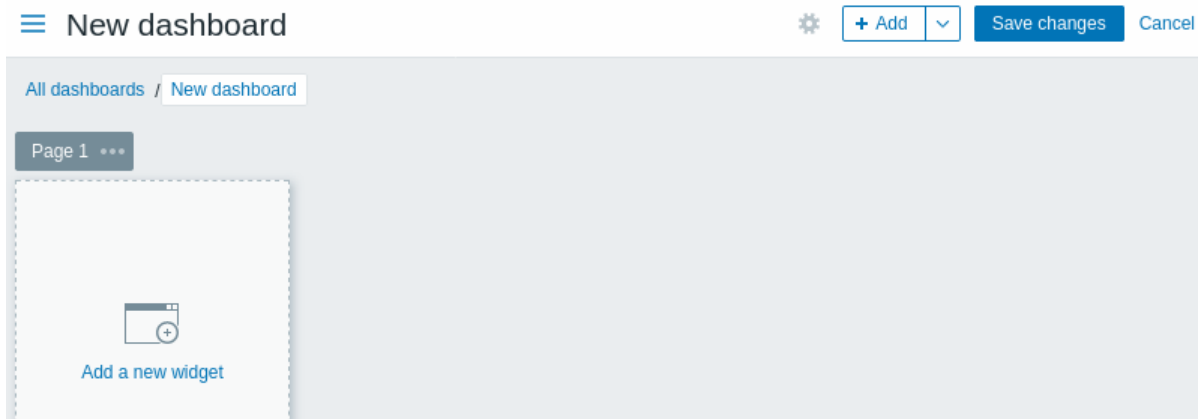 New dashboard + Add Save changes Cancel
All dashboards / New dashboard
Page 1
Add a new widget